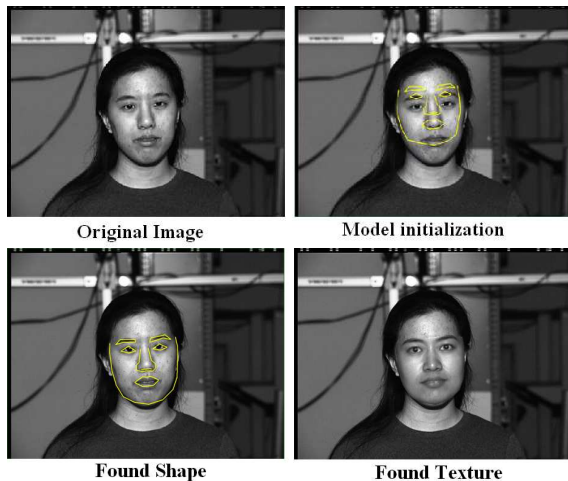 Original Image
Model initialization
Found Shape
Found Texture